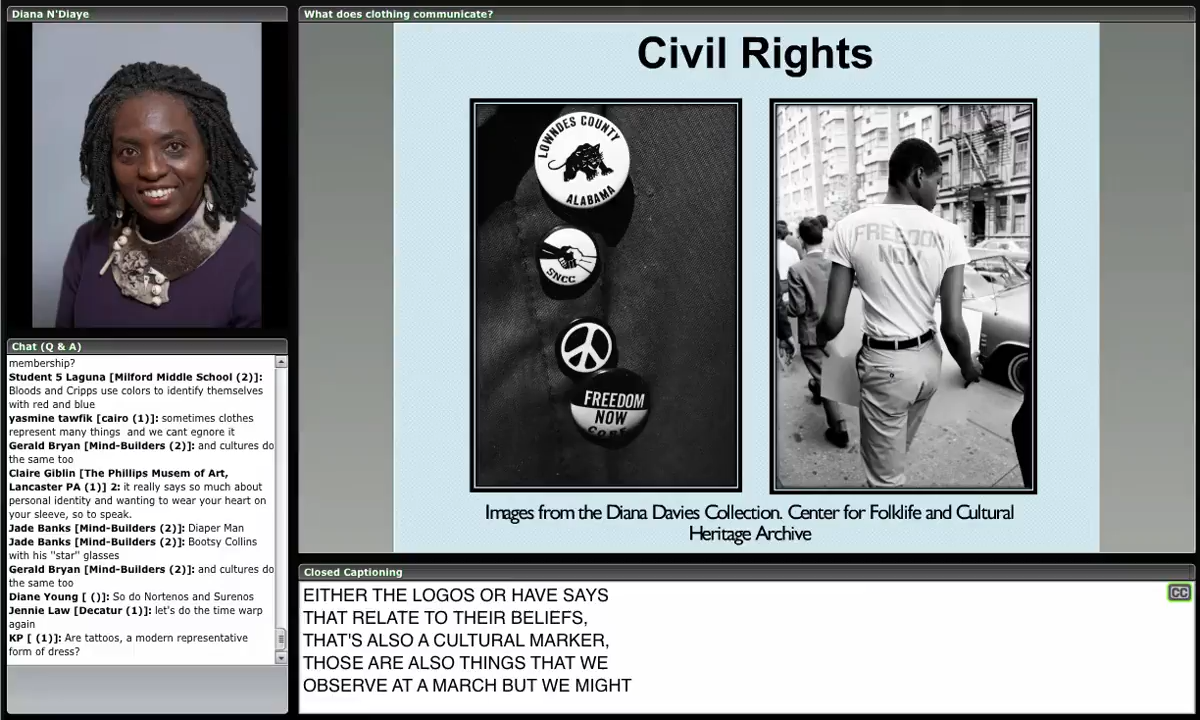 Diana N'Diaye
What does clothing communicate?
Civil Rights
LOWNDES COUNTY
ALABAMA
SNCC
FREEDOM
NOW
CORE
FREEDOM
NOW
Images from the Diana Davies Collection. Center for Folklife and Cultural
Heritage Archive
Chat (Q & A)
membership?
Student 5 Laguna [Milford Middle School (2)]:
Bloods and Cripps use colors to identify themselves
with red and blue
yasmine tawfik [cairo (1)]: sometimes clothes
represent many things and we cant egnore it
Gerald Bryan [Mind-Builders (2)]: and cultures do
the same too
Claire Giblin [The Phillips Musem of Art,
Lancaster PA (1)] 2: it really says so much about
personal identity and wanting to wear your heart on
your sleeve, so to speak.
Jade Banks [Mind-Builders (2)]: Diaper Man
Jade Banks [Mind-Builders (2)]: Bootsy Collins
with his "star" glasses
Gerald Bryan [Mind-Builders (2)]: and cultures do
the same too
Diane Young [ ()]: So do Nortenos and Surenos
Jennie Law [Decatur (1)]: let's do the time warp
again
KP [ (1)]: Are tattoos, a modern representative
form of dress?
Closed Captioning
CC
EITHER THE LOGOS OR HAVE SAYS
THAT RELATE TO THEIR BELIEFS,
THAT'S ALSO A CULTURAL MARKER,
THOSE ARE ALSO THINGS THAT WE
OBSERVE AT A MARCH BUT WE MIGHT